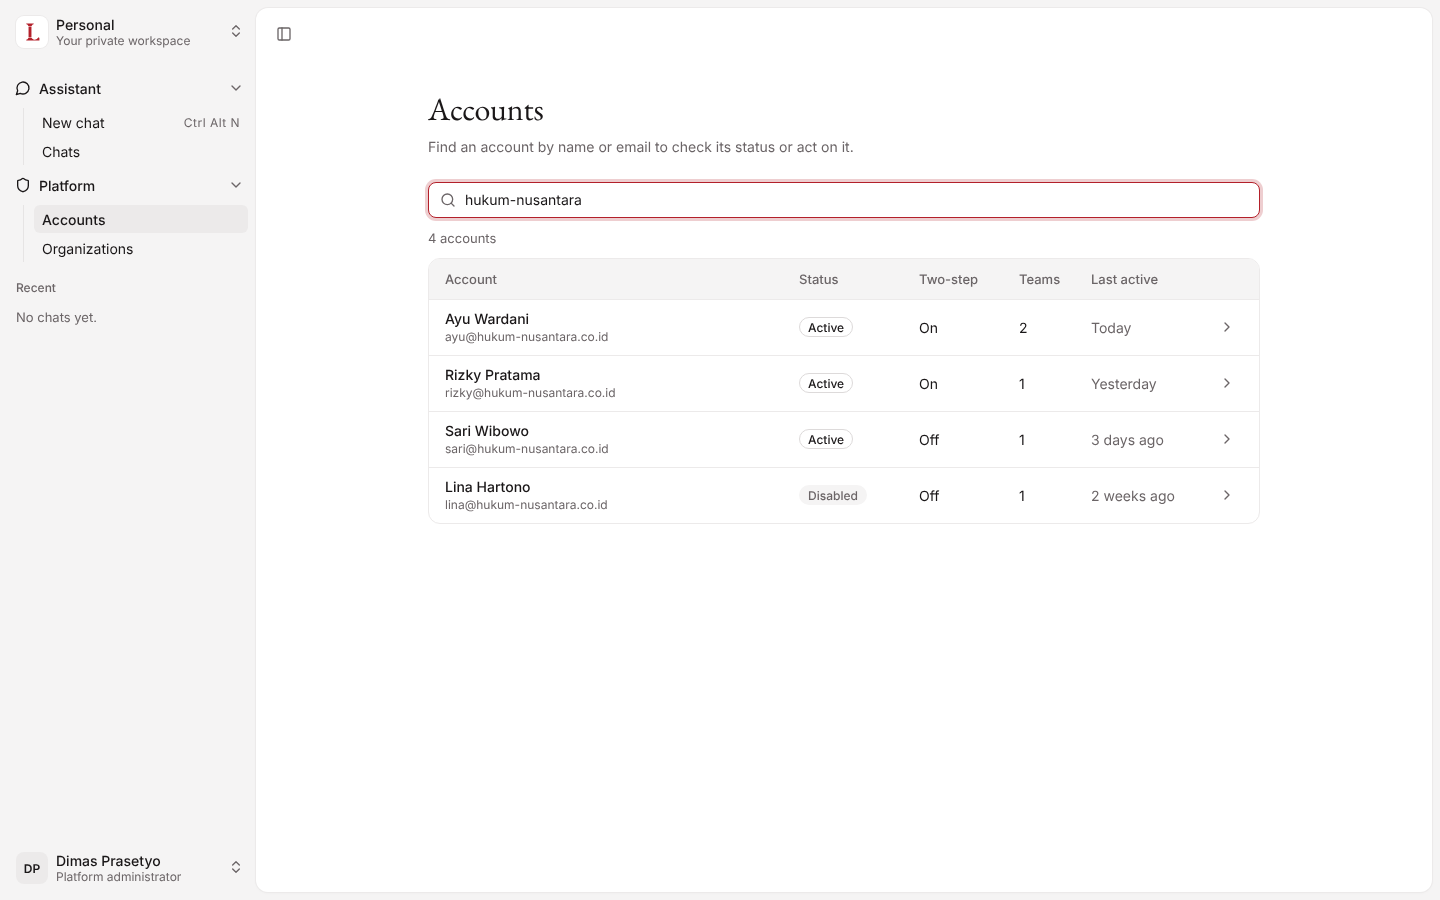 L
Personal
Your private workspace
Assistant
New chat Ctrl Alt N
Chats
Platform
Accounts
Organizations
Recent
No chats yet.
DP
Dimas Prasetyo
Platform administrator
Accounts
Find an account by name or email to check its status or act on it.
hukum-nusantara
4 accounts
Account Status Two-step Teams Last active
Ayu Wardani
ayu@hukum-nusantara.co.id
Active On 2 Today
Rizky Pratama
rizky@hukum-nusantara.co.id
Active On 1 Yesterday
Sari Wibowo
sari@hukum-nusantara.co.id
Active Off 1 3 days ago
Lina Hartono
lina@hukum-nusantara.co.id
Disabled Off 1 2 weeks ago